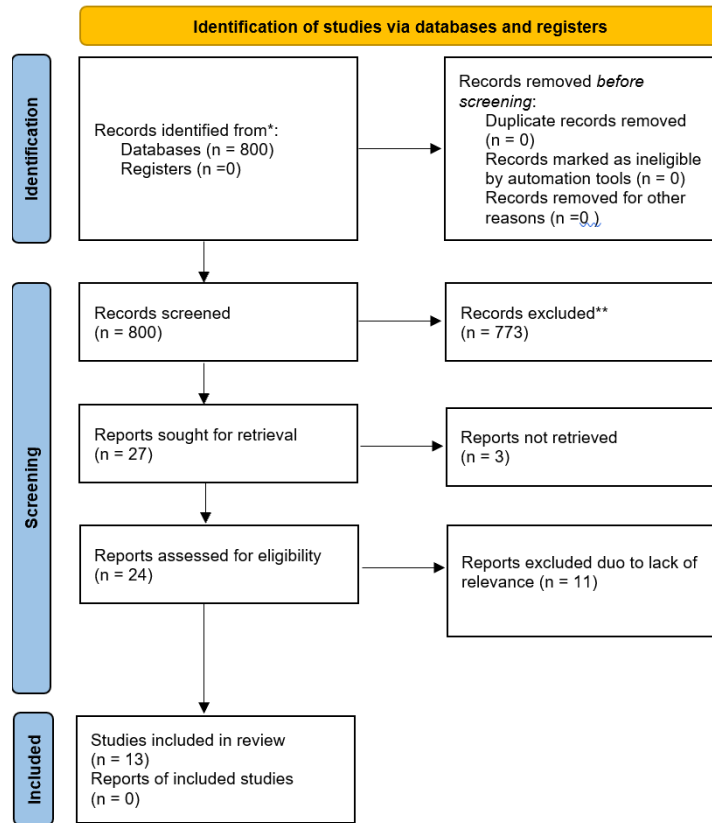 Identification of studies via databases and registers
Identification
Records identified from*:
Databases (n = 800)
Registers (n =0)
Records removed before
screening:
Duplicate records removed
(n = 0)
Records marked as ineligible
by automation tools (n = 0)
Records removed for other
reasons (n =0 )
Screening
Records screened
(n = 800)
Records excluded**
(n = 773)
Reports sought for retrieval
(n = 27)
Reports not retrieved
(n = 3)
Reports assessed for eligibility
(n = 24)
Reports excluded duo to lack of
relevance (n = 11)
Included
Studies included in review
(n = 13)
Reports of included studies
(n = 0)